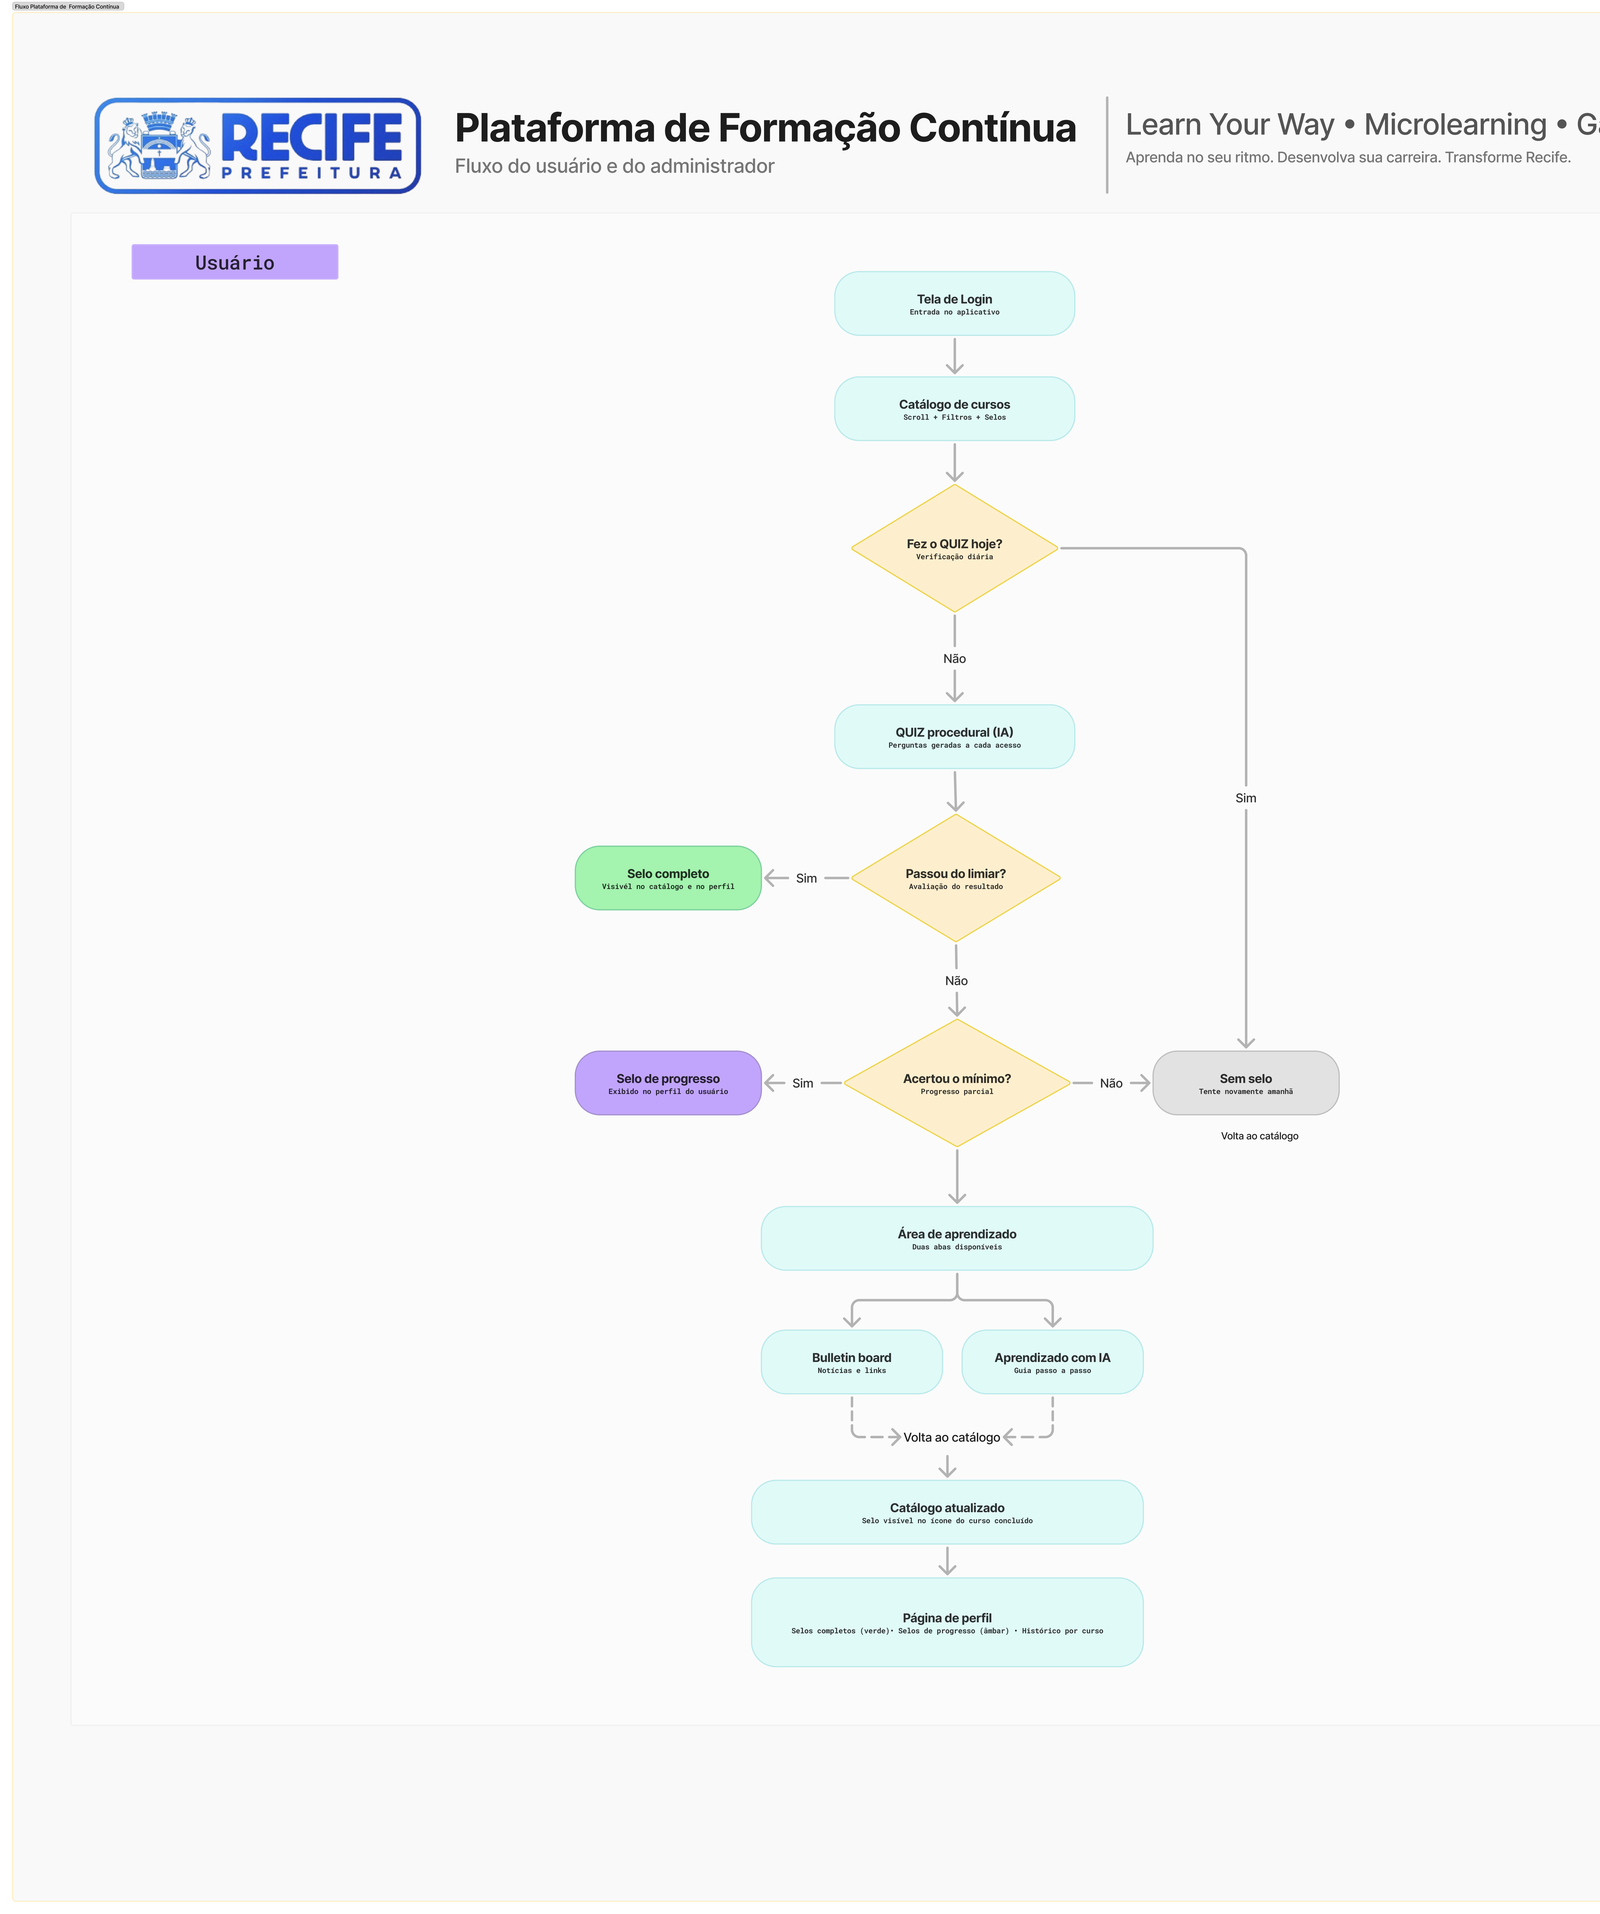 Fluxo Plataforma de Formação Contínua
RECIFE
PREFEITURA
Plataforma de Formação Contínua
Fluxo do usuário e do administrador
Learn Your Way • Microlearning • Ga
Aprenda no seu ritmo. Desenvolva sua carreira. Transforme Recife.
Usuário
Tela de Login
Entrada no aplicativo
Catálogo de cursos
Scroll + Filtros + Selos
Fez o QUIZ hoje?
Verificação diária
Não
QUIZ procedural (IA)
Perguntas geradas a cada acesso
Sim
Passou do limiar?
Avaliação do resultado
Sim
Selo completo
Visivél no catálogo e no perfil
Não
Acertou o mínimo?
Progresso parcial
Sim
Selo de progresso
Exibido no perfil do usuário
Não
Sem selo
Tente novamente amanhã
Volta ao catálogo
Área de aprendizado
Duas abas disponíveis
Bulletin board
Notícias e links
Aprendizado com IA
Guia passo a passo
Volta ao catálogo
Catálogo atualizado
Selo visível no ícone do curso concluído
Página de perfil
Selos completos (verde)• Selos de progresso (âmbar) • Histórico por curso